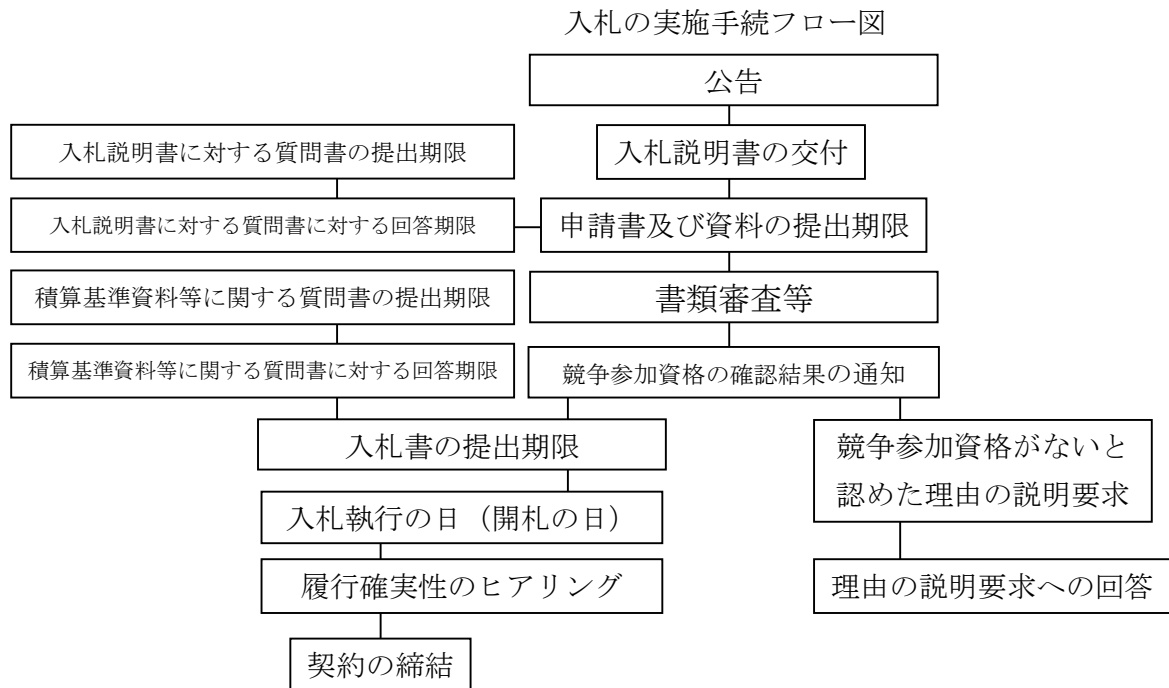 入札の実施手続フロー図
公告
入札説明書に対する質問書の提出期限
入札説明書の交付
入札説明書に対する質問書に対する回答期限
申請書及び資料の提出期限
積算基準資料等に関する質問書の提出期限
書類審査等
積算基準資料等に関する質問書に対する回答期限
競争参加資格の確認結果の通知
入札書の提出期限
競争参加資格がないと
認めた理由の説明要求
入札執行の日（開札の日）
履行確実性のヒアリング
理由の説明要求への回答
契約の締結